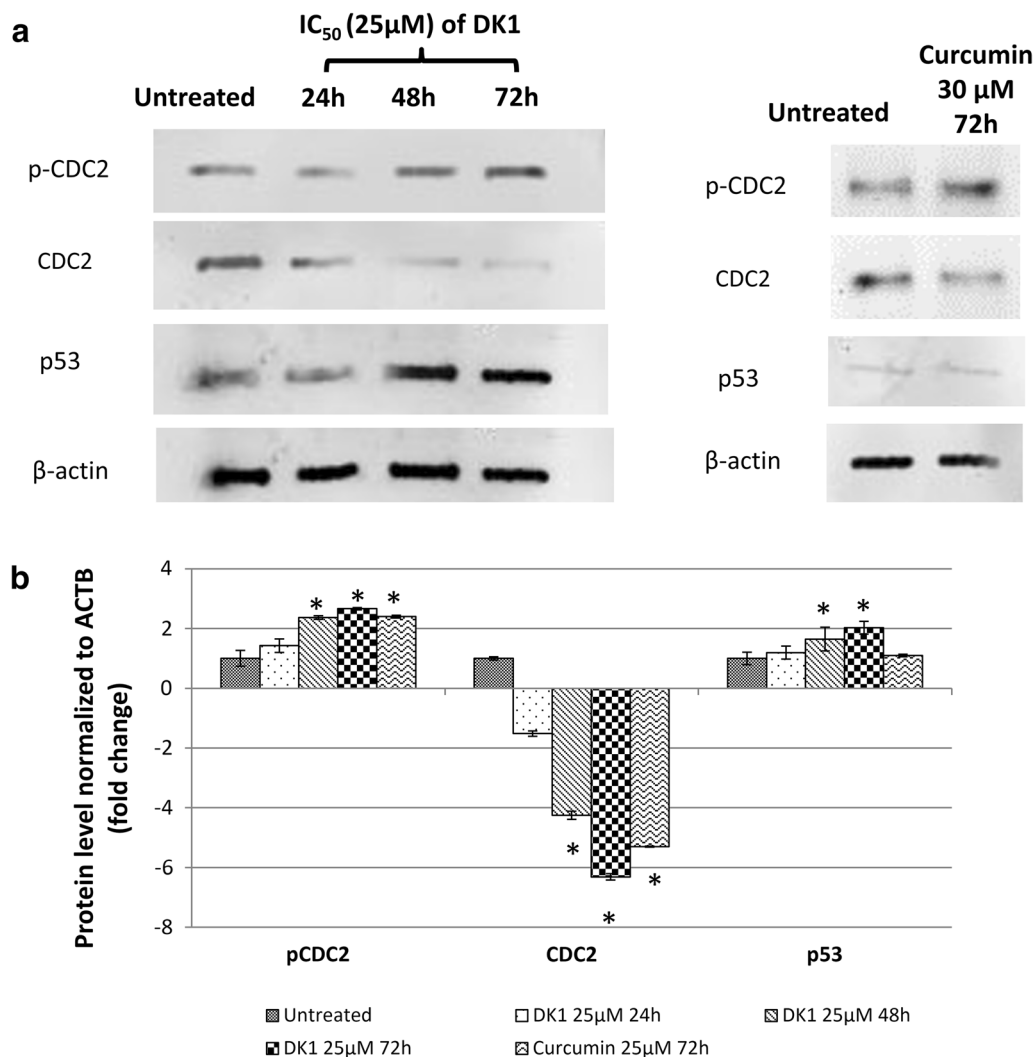 a
IC50 (25µM) of DK1
Untreated 24h 48h 72h
p-CDC2
CDC2
p53
β-actin
Curcumin
30 µM
72h
Untreated
p-CDC2
CDC2
p53
β-actin
b
Protein level normalized to ACTB
(fold change)
4
2
0
-2
-4
-6
-8
* * *
* * *
* *
pCDC2 CDC2 p53
Untreated DK1 25µM 24h DK1 25µM 48h
DK1 25µM 72h Curcumin 25µM 72h